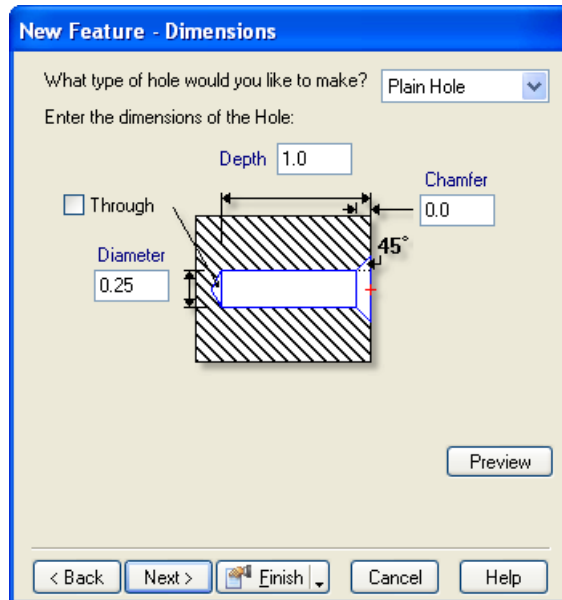 New Feature - Dimensions
What type of hole would you like to make? Plain Hole
Enter the dimensions of the Hole:
Depth 1.0
Chamfer
Through
0.0
45°
Diameter
0.25
Preview
< Back Next > Finish Cancel Help